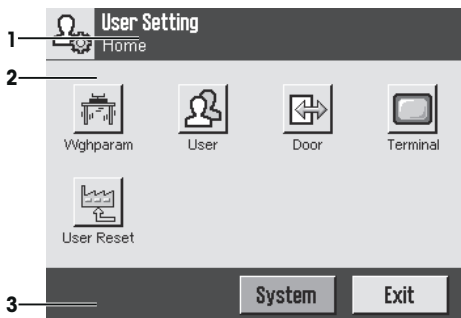 User Setting
1 Home
2
Wghparam User Door Terminal
User Reset
3 System Exit